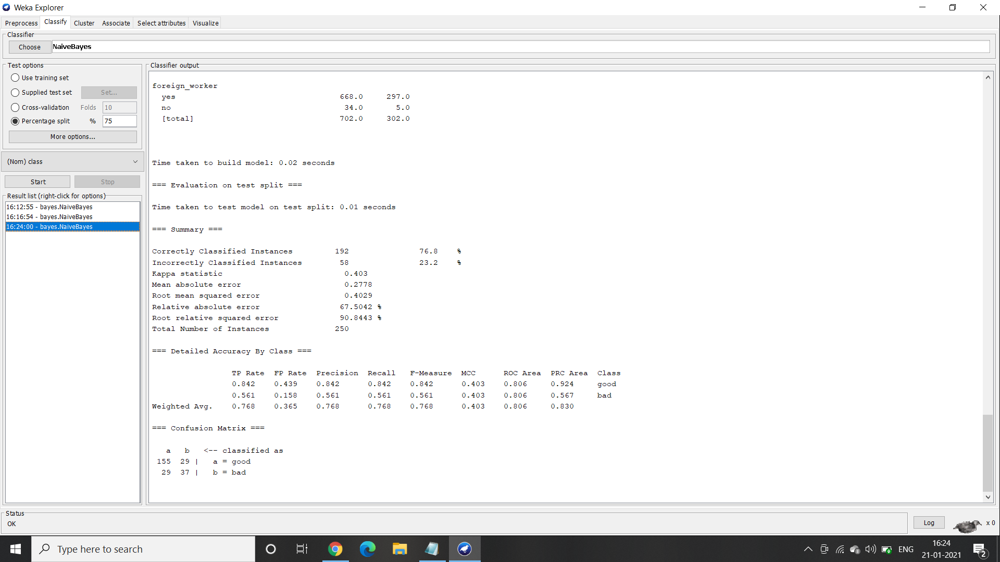 Weka Explorer
Preprocess Classify Cluster Associate Select attributes Visualize
Classifier
Choose NaiveBayes
Test options
Use training set
Supplied test set Set...
Cross-validation Folds 10
Percentage split % 75
More options...
(Nom) class
Start Stop
Result list (right-click for options)
16:12:55 - bayes.NaiveBayes
16:16:54 - bayes.NaiveBayes
16:24:00 - bayes.NaiveBayes
Classifier output
foreign_worker
yes 668.0 297.0
no 34.0 5.0
[total] 702.0 302.0
Time taken to build model: 0.02 seconds
=== Evaluation on test split ===
Time taken to test model on test split: 0.01 seconds
=== Summary ===
Correctly Classified Instances 192 76.8 %
Incorrectly Classified Instances 58 23.2 %
Kappa statistic 0.403
Mean absolute error 0.2778
Root mean squared error 0.4029
Relative absolute error 67.5042 %
Root relative squared error 90.8443 %
Total Number of Instances 250
=== Detailed Accuracy By Class ===
TP Rate FP Rate Precision Recall F-Measure MCC ROC Area PRC Area Class
0.842 0.439 0.842 0.842 0.842 0.403 0.806 0.924 good
0.561 0.158 0.561 0.561 0.561 0.403 0.806 0.567 bad
Weighted Avg. 0.768 0.365 0.768 0.768 0.768 0.403 0.806 0.830
=== Confusion Matrix ===
a b <-- classified as
155 29 | a = good
29 37 | b = bad
Status
OK
Log x 0
Type here to search
ENG
16:24
21-01-2021
2